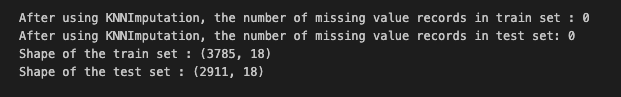 After using KNNImputation, the number of missing value records in train set : 0
After using KNNImputation, the number of missing value records in test set: 0
Shape of the train set : (3785, 18)
Shape of the test set : (2911, 18)